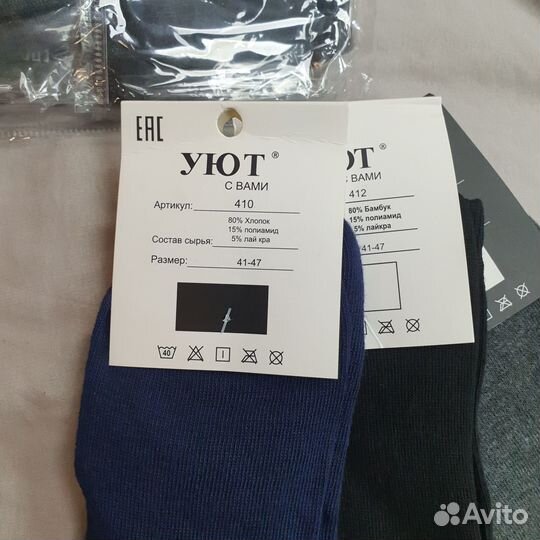 EAC
УЮТ®
С ВАМИ
Артикул: 410
80% Хлопок
15% полиамид
Состав сырья: 5% лай кра
Размер: 41-47
40
ЮТ®
ВАМИ
412
80% Бамбук
15% полиамид
5% лайкра
41-47
Avito